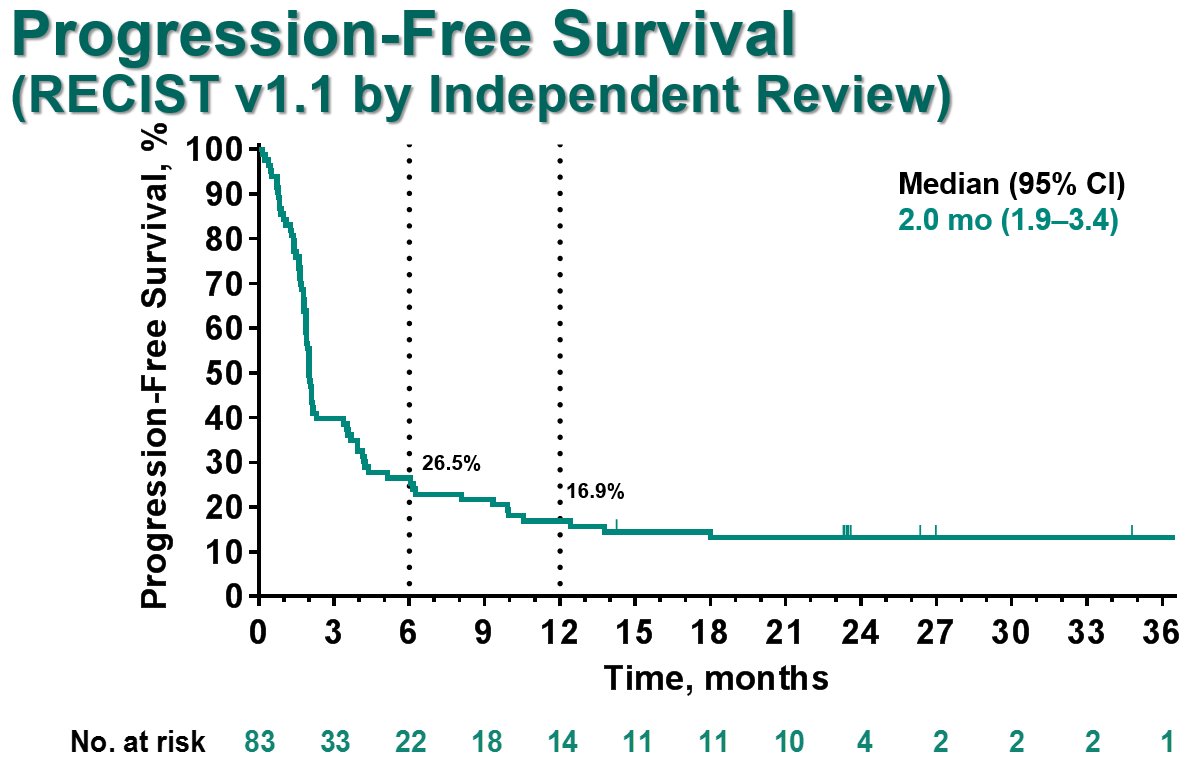 Progression-Free Survival
(RECIST v1.1 by Independent Review)
Progression-Free Survival, %
100
90
80
70
60
50
40
30
20
10
0
Median (95% CI)
2.0 mo (1.9–3.4)
26.5%
16.9%
0 3 6 9 12 15 18 21 24 27 30 33 36
Time, months
No. at risk 83 33 22 18 14 11 11 10 4 2 2 2 1